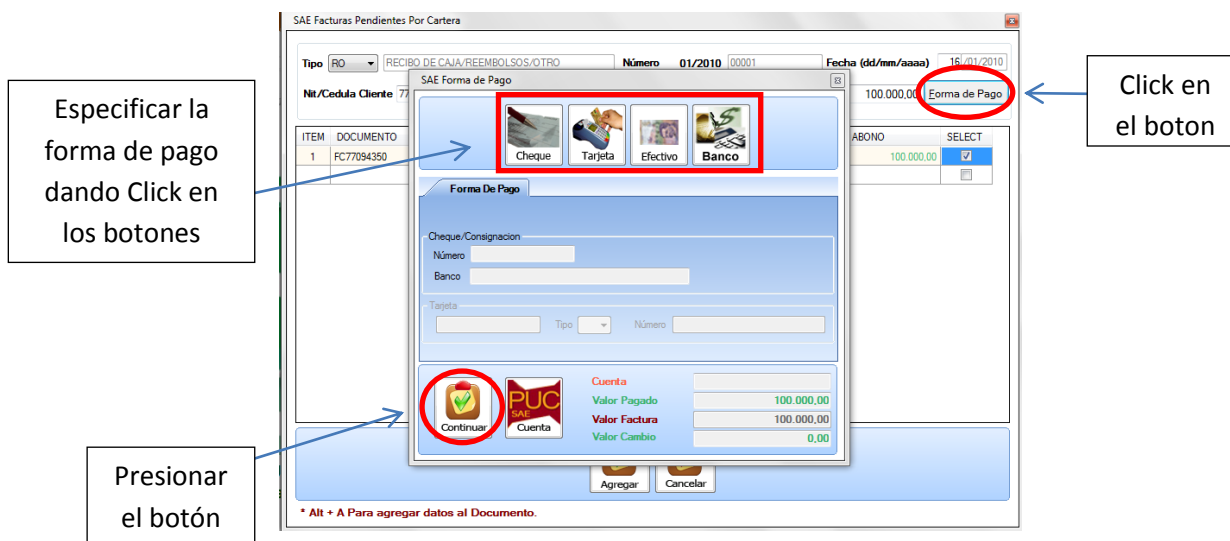 SAE Facturas Pendientes Por Cartera
Tipo RO RECIBO DE CAJA/REEMBOLSOS/OTRO Número 01/2010 00001 Fecha (dd/mm/aaaa) 16 /01/2010
Nit/Cedula Cliente 77 100.000,00 Forma de Pago
ITEM DOCUMENTO ABONO SELECT
1 FC77094350 100.000,00
SAE Forma de Pago
Cheque Tarjeta Efectivo Banco
Forma De Pago
Cheque/Consignacion
Número
Banco
Tarjeta
Tipo Número
Continuar
PUC
SAE
Cuenta
Cuenta
Valor Pagado 100.000,00
Valor Factura 100.000,00
Valor Cambio 0,00
Agregar Cancelar
* Alt + A Para agregar datos al Documento.
Especificar la
forma de pago
dando Click en
los botones
Click en
el boton
Presionar
el botón